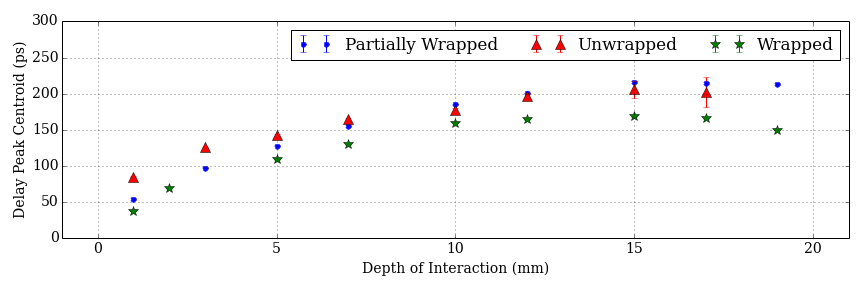 300
250
200
150
100
50
0
Delay Peak Centroid (ps)
Partially Wrapped Unwrapped Wrapped
0 5 10 15 20
Depth of Interaction (mm)